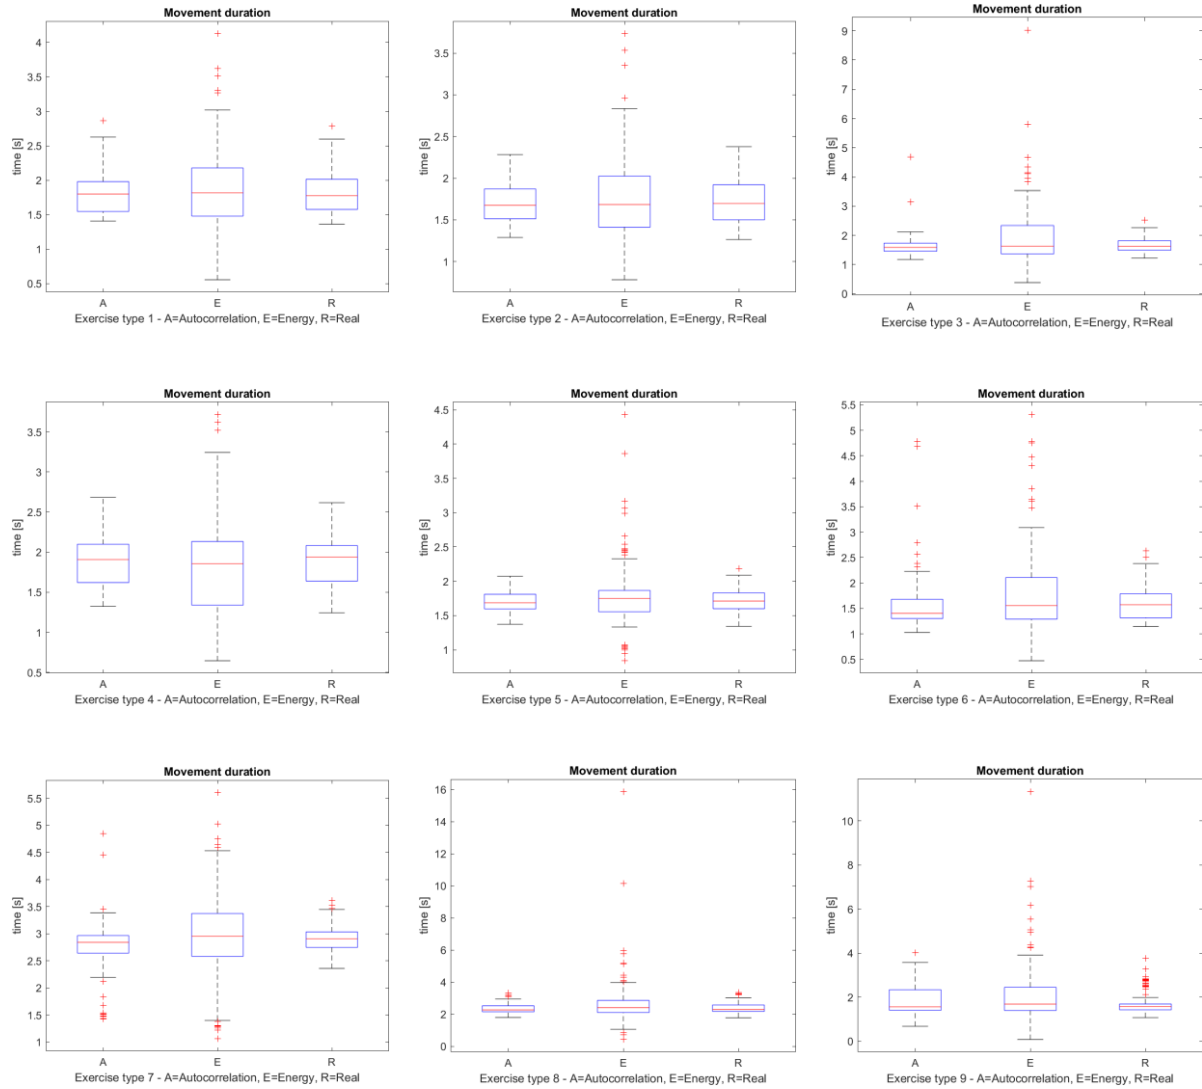 Movement duration
4
3.5
3
2.5
2
1.5
1
0.5
time [s]
A E R
Exercise type 1 - A=Autocorrelation, E=Energy, R=Real
Movement duration
3.5
3
2.5
2
1.5
1
time [s]
A E R
Exercise type 2 - A=Autocorrelation, E=Energy, R=Real
Movement duration
9
8
7
6
5
4
3
2
1
0
time [s]
A E R
Exercise type 3 - A=Autocorrelation, E=Energy, R=Real
Movement duration
3.5
3
2.5
2
1.5
1
0.5
time [s]
A E R
Exercise type 4 - A=Autocorrelation, E=Energy, R=Real
Movement duration
4.5
4
3.5
3
2.5
2
1.5
1
time [s]
A E R
Exercise type 5 - A=Autocorrelation, E=Energy, R=Real
Movement duration
5.5
5
4.5
4
3.5
3
2.5
2
1.5
1
0.5
time [s]
A E R
Exercise type 6 - A=Autocorrelation, E=Energy, R=Real
Movement duration
5.5
5
4.5
4
3.5
3
2.5
2
1.5
1
time [s]
A E R
Exercise type 7 - A=Autocorrelation, E=Energy, R=Real
Movement duration
16
14
12
10
8
6
4
2
0
time [s]
A E R
Exercise type 8 - A=Autocorrelation, E=Energy, R=Real
Movement duration
10
8
6
4
2
0
time [s]
A E R
Exercise type 9 - A=Autocorrelation, E=Energy, R=Real